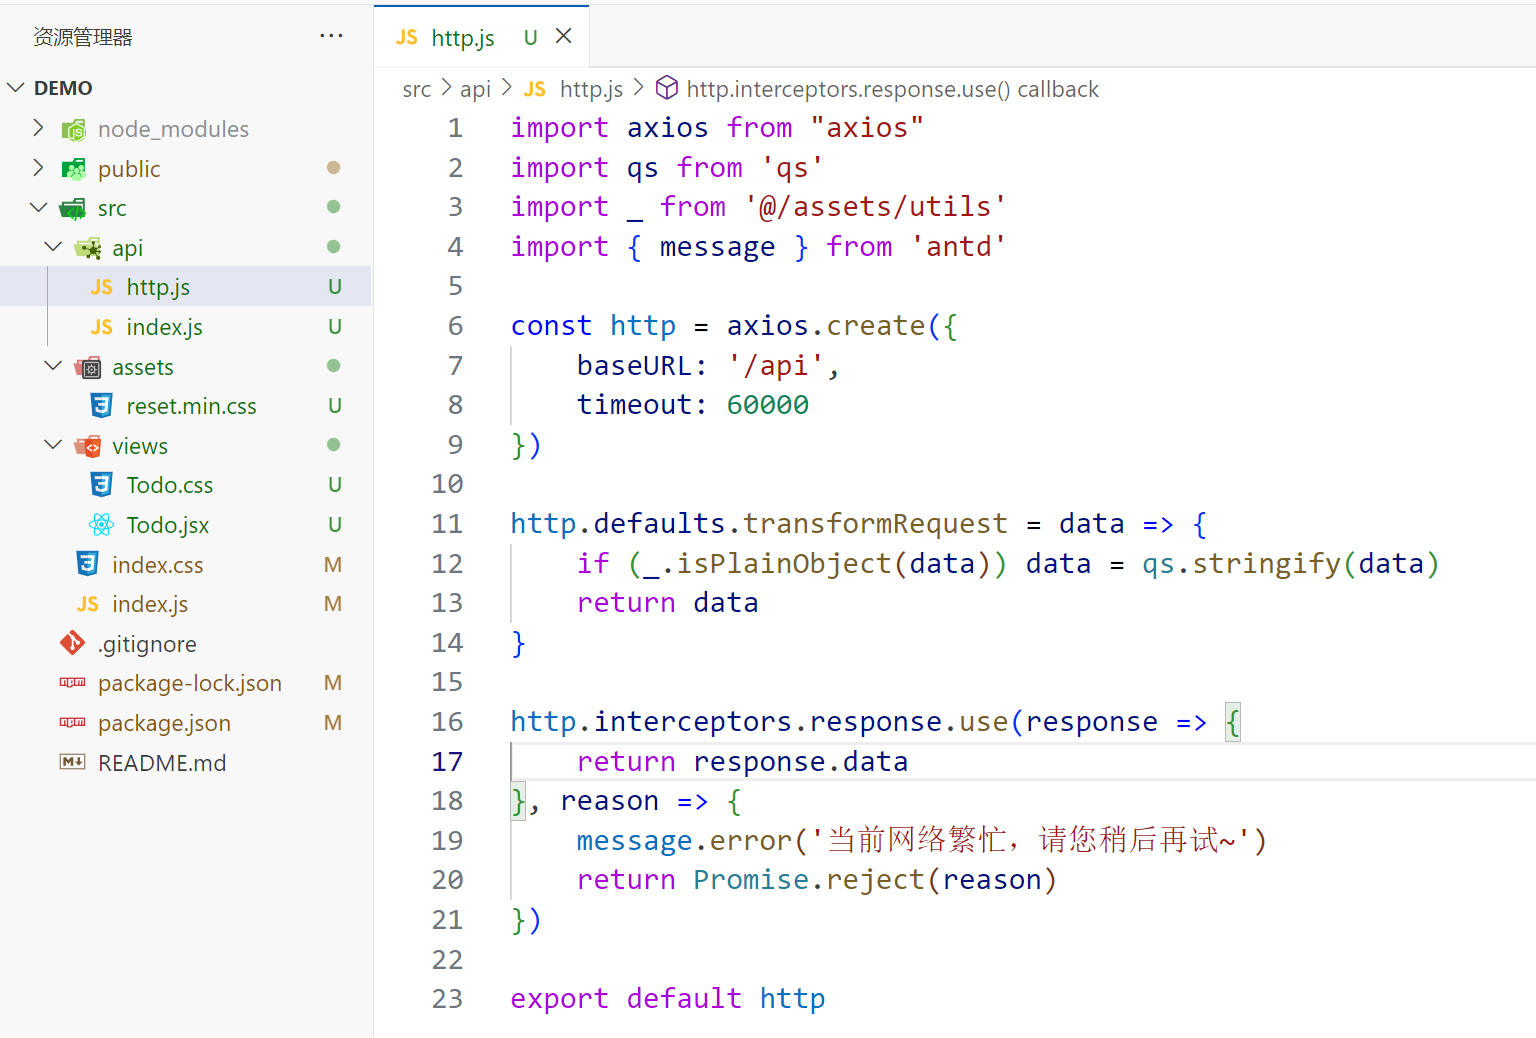 资源管理器 ···
DEMO
node_modules
public
src
api
http.js U
index.js U
assets
reset.min.css U
views
Todo.css U
Todo.jsx U
index.css M
index.js M
.gitignore
package-lock.json M
package.json M
README.md
JS http.js U ×
src > api > JS http.js > http.interceptors.response.use() callback
1 import axios from "axios"
2 import qs from 'qs'
3 import _ from '@/assets/utils'
4 import { message } from 'antd'
5
6 const http = axios.create({
7     baseURL: '/api',
8     timeout: 60000
9 })
10
11 http.defaults.transformRequest = data => {
12     if (_.isPlainObject(data)) data = qs.stringify(data)
13     return data
14 }
15
16 http.interceptors.response.use(response => {
17     return response.data
18 }, reason => {
19     message.error('当前网络繁忙，请您稍后再试~')
20     return Promise.reject(reason)
21 })
22
23 export default http